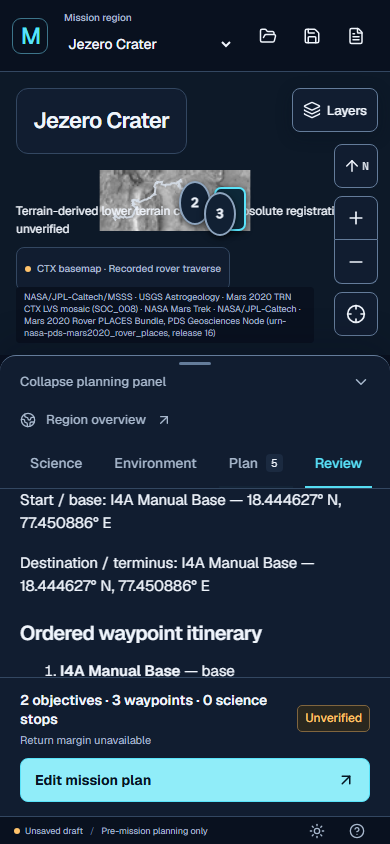 M
Mission region
Jezero Crater
Jezero Crater
Layers
N
2
3
Terrain-derived lower terrain
unverified
CTX basemap · Recorded rover traverse
NASA/JPL-Caltech/MSSS · USGS Astrogeology · Mars 2020 TRN
CTX LVS mosaic (SOC_008) · NASA Mars Trek · NASA/JPL-Caltech ·
Mars 2020 Rover PLACES Bundle, PDS Geosciences Node (urn-
nasa-pds-mars2020_rover_places, release 16)
Collapse planning panel
Region overview
Science Environment Plan 5 Review
Start / base: I4A Manual Base — 18.444627° N,
77.450886° E
Destination / terminus: I4A Manual Base —
18.444627° N, 77.450886° E
Ordered waypoint itinerary
1. I4A Manual Base — base
2 objectives · 3 waypoints · 0 science
stops
Unverified
Return margin unavailable
Edit mission plan
Unsaved draft / Pre-mission planning only